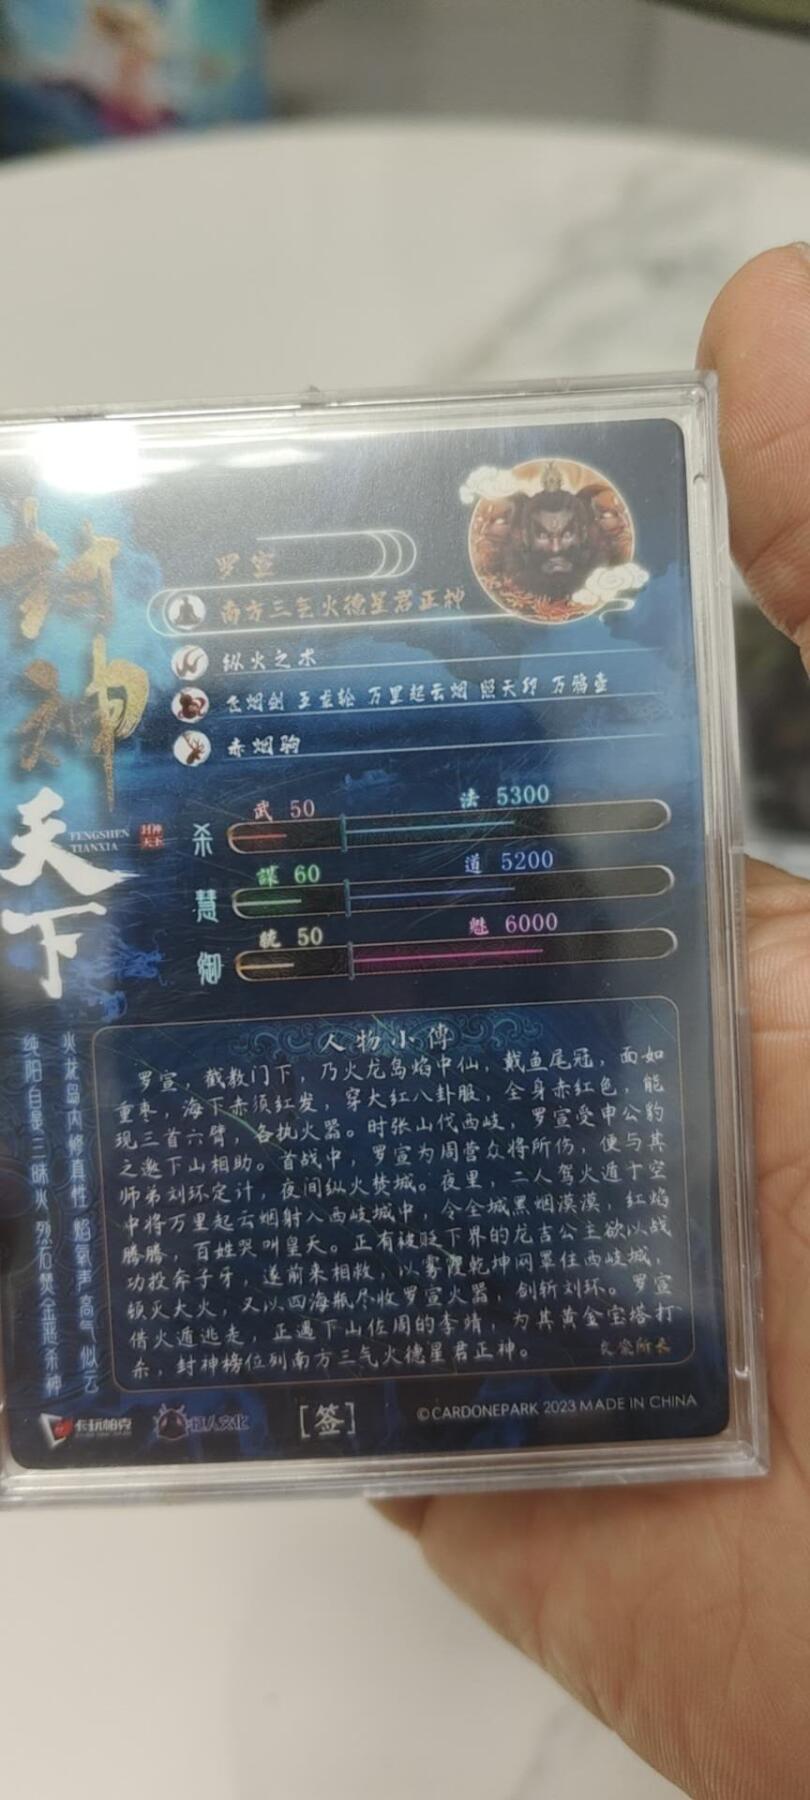 封神天下
FENGSHEN
TIANXIA
封神
天下
罗宣
南方三气火德星君正神
纵火之术
飞烟剑 五龙轮 万里起云烟 照天印 万鸦壶
赤烟驹
杀 武 50 法 5300
慧 谋 60 道 5200
御 统 50 魁 6000
火龙岛内修真性 焰氣声高气似云
纯阳自是三昧火 烈石焚金恶杀神
人物小傳
罗宣，截教门下，乃火龙岛焰中仙，戴鱼尾冠，面如
重枣，海下赤须红发，穿大红八卦服，全身赤红色，能
现三首六臂，各执火器。时张山伐西岐，罗宣受申公豹
之邀下山相助。首战中，罗宣为周营众将所伤，便与其
师弟刘环定计，夜间纵火焚城。夜里，二人驾火遁于空
中将万里起云烟射入西岐城中，令全城黑烟漠漠，红焰
腾腾，百姓哭叫皇天。正有被贬下界的龙吉公主欲以战
功投奔子牙，遂前来相救，以雾露乾坤网罩住西岐城，
顿灭大火，又以四海瓶尽收罗宣火器，剑斩刘环。罗宣
借火遁逃走，正遇下山佐周的李靖，为其黄金宝塔打
杀，封神榜位列南方三气火德星君正神。
卡玩帕克
[签]
©CARDONEPARK 2023 MADE IN CHINA